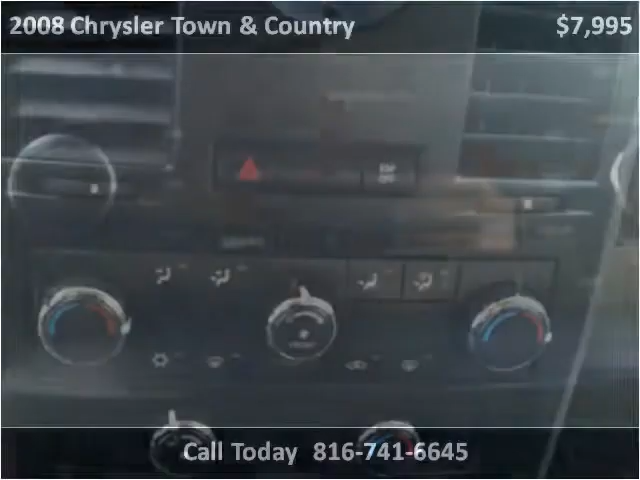 2008 Chrysler Town & Country $7,995
Call Today 816-741-6645